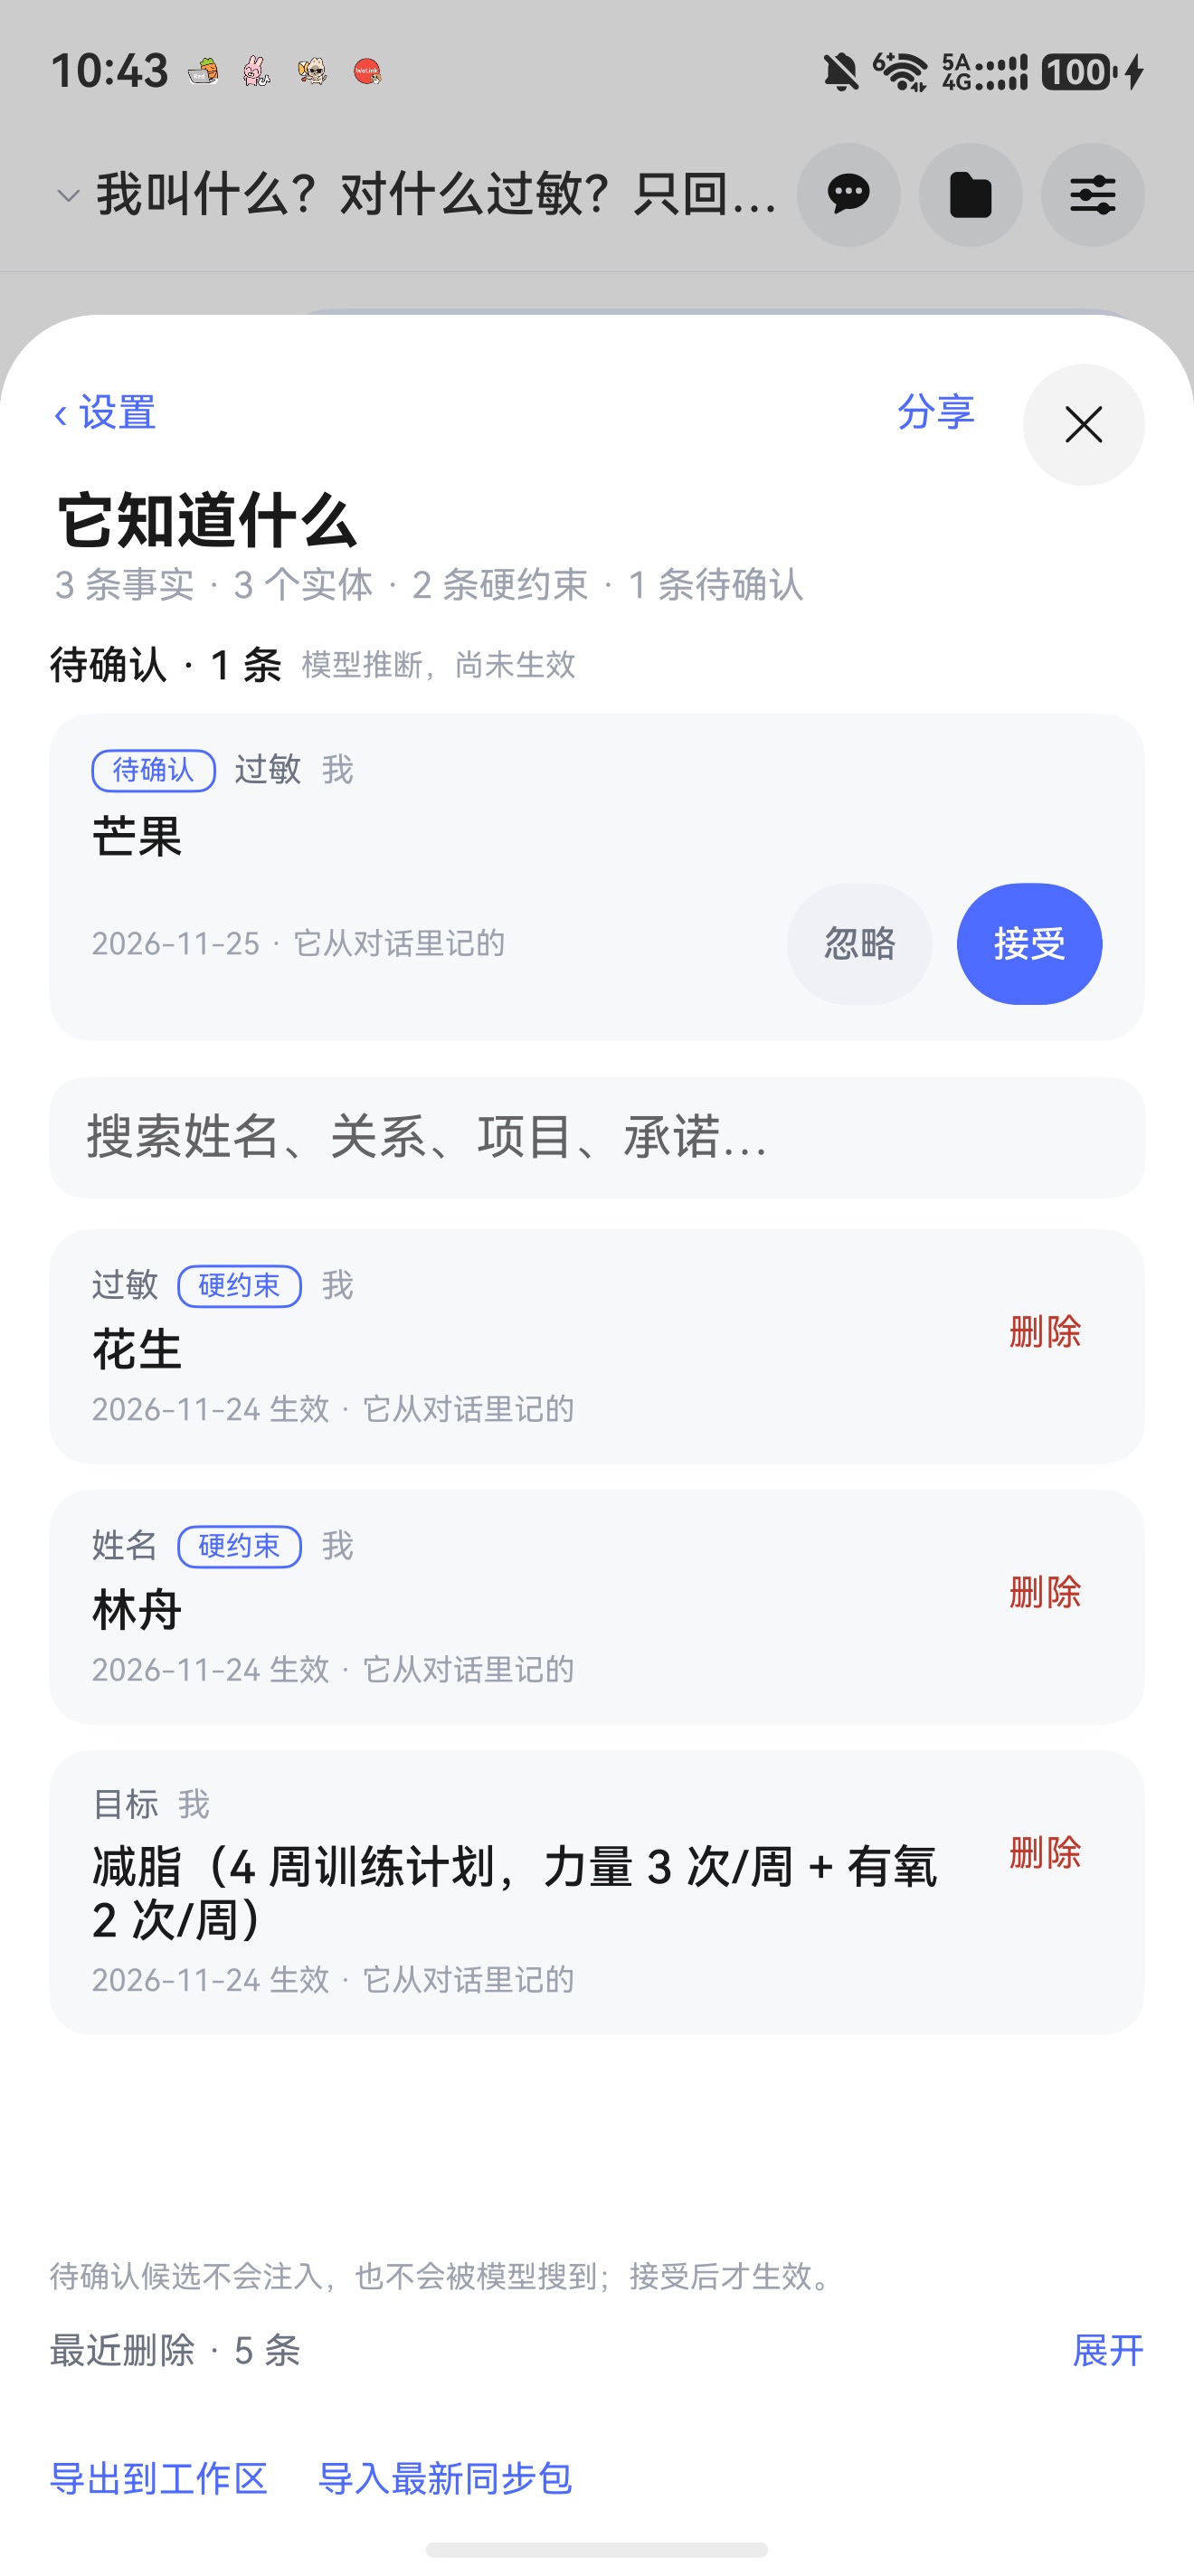 10:43
6+ 5A 4G 100
我叫什么？对什么过敏？只回...
‹ 设置
分享
它知道什么
3 条事实 · 3 个实体 · 2 条硬约束 · 1 条待确认
待确认 · 1 条 模型推断，尚未生效
待确认 过敏 我
芒果
2026-11-25 · 它从对话里记的
忽略
接受
搜索姓名、关系、项目、承诺...
过敏 硬约束 我
花生
2026-11-24 生效 · 它从对话里记的
删除
姓名 硬约束 我
林舟
2026-11-24 生效 · 它从对话里记的
删除
目标 我
减脂（4 周训练计划，力量 3 次/周 + 有氧
2 次/周）
2026-11-24 生效 · 它从对话里记的
删除
待确认候选不会注入，也不会被模型搜到；接受后才生效。
最近删除 · 5 条
展开
导出到工作区
导入最新同步包